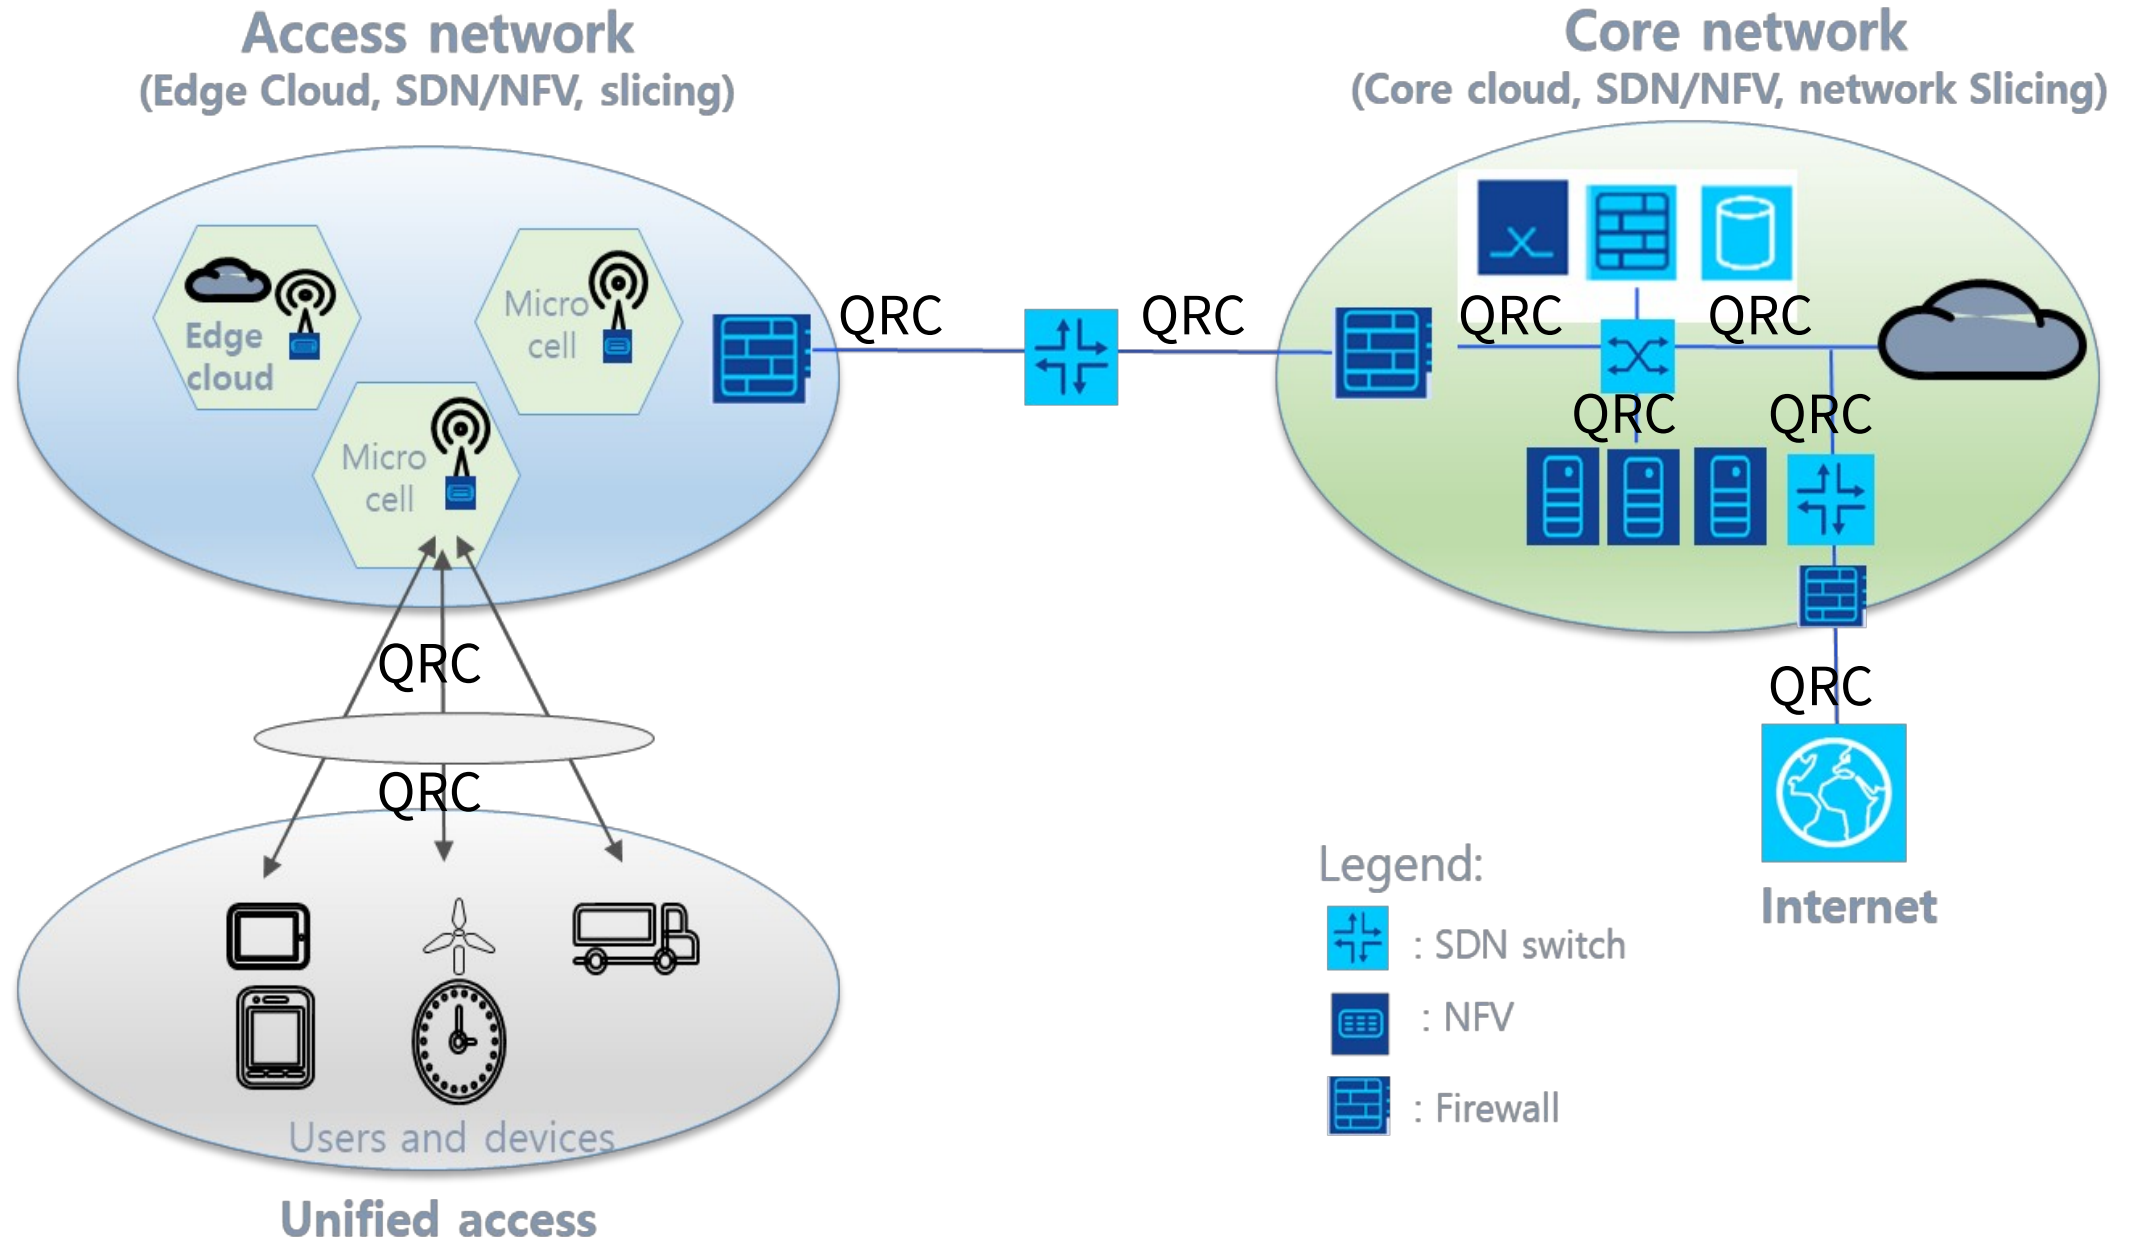 Access network
(Edge Cloud, SDN/NFV, slicing)
Core network
(Core cloud, SDN/NFV, network Slicing)
Edge
cloud
Micro
cell
Micro
cell
QRC
QRC
QRC
QRC
QRC
QRC
QRC
QRC
QRC
Users and devices
Unified access
Internet
Legend:
: SDN switch
: NFV
: Firewall